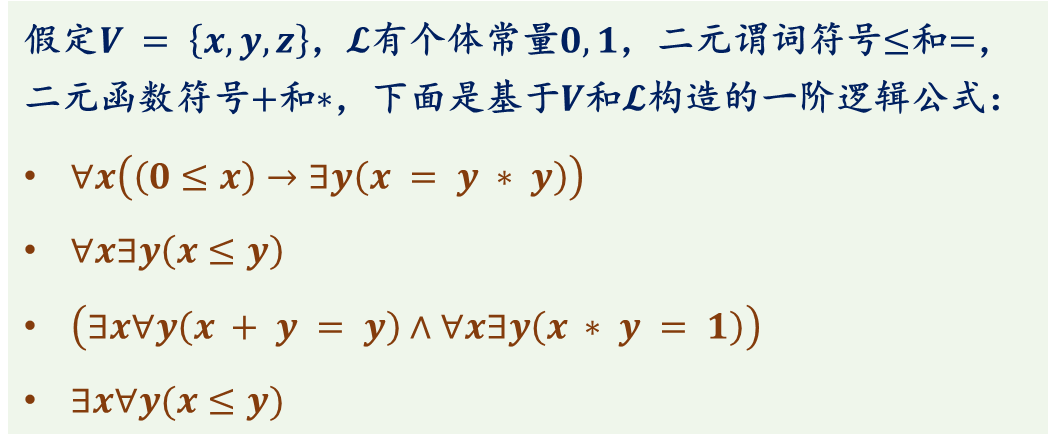 假定V = {x, y, z}，ℒ有个体常量0, 1，二元谓词符号≤和=，
二元函数符号+和*，下面是基于V和ℒ构造的一阶逻辑公式：
• ∀x((0 ≤ x) → ∃y(x = y * y))
• ∀x∃y(x ≤ y)
• (∃x∀y(x + y = y) ∧ ∀x∃y(x * y = 1))
• ∃x∀y(x ≤ y)